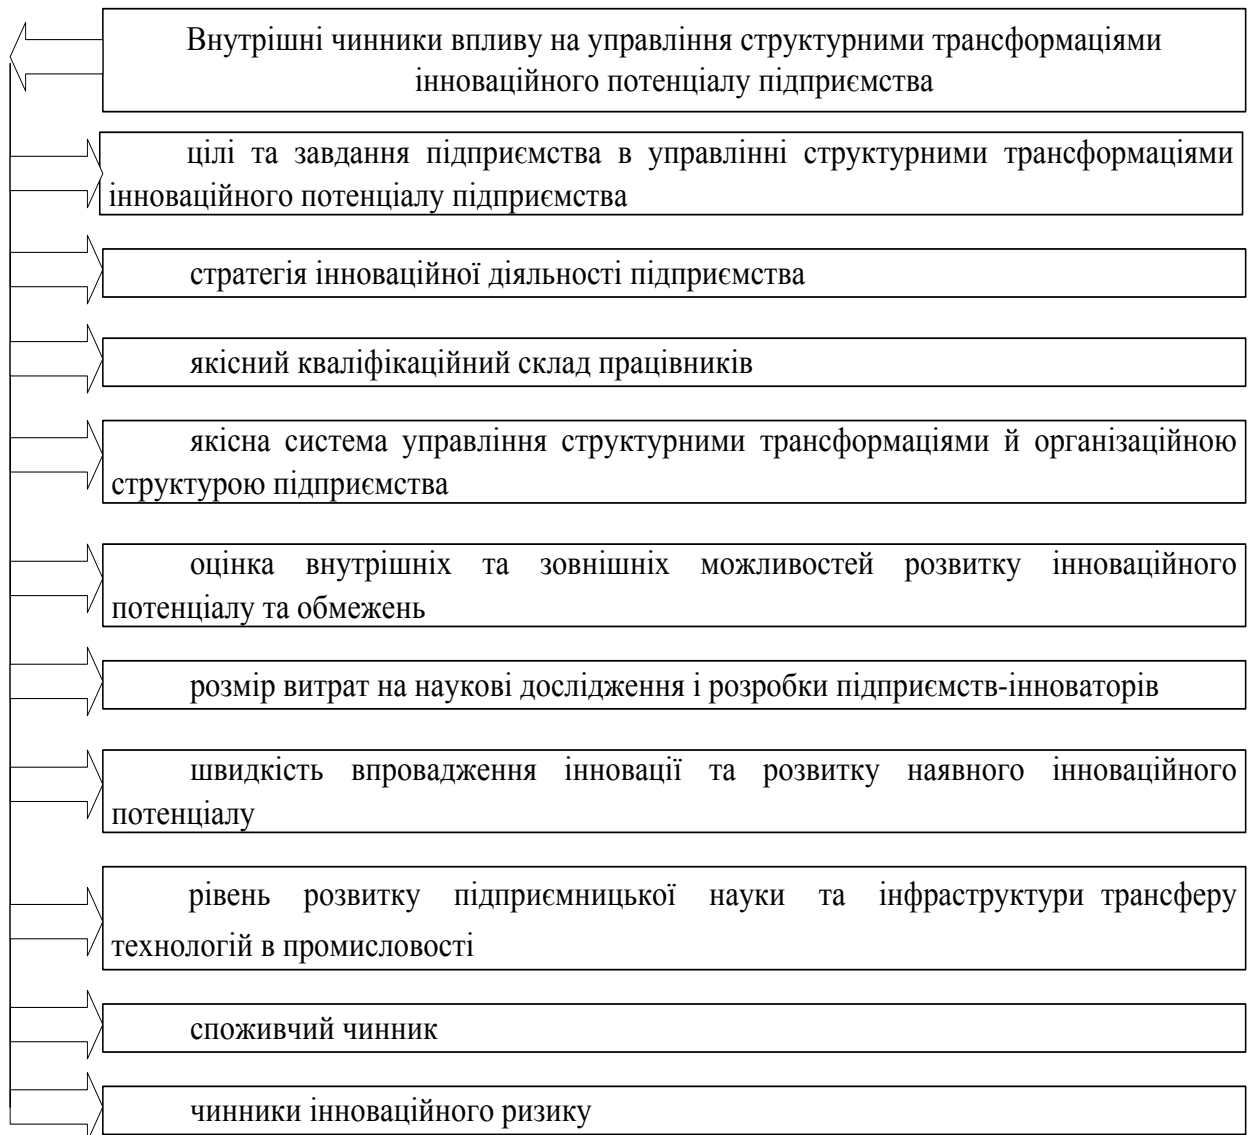 Внутрішні чинники впливу на управління структурними трансформаціями
інноваційного потенціалу підприємства
цілі та завдання підприємства в управлінні структурними трансформаціями
інноваційного потенціалу підприємства
стратегія інноваційної діяльності підприємства
якісний кваліфікаційний склад працівників
якісна система управління структурними трансформаціями й організаційною
структурою підприємства
оцінка внутрішніх та зовнішніх можливостей розвитку інноваційного
потенціалу та обмежень
розмір витрат на наукові дослідження і розробки підприємств-інноваторів
швидкість впровадження інновації та розвитку наявного інноваційного
потенціалу
рівень розвитку підприємницької науки та інфраструктури трансферу
технологій в промисловості
споживчий чинник
чинники інноваційного ризику